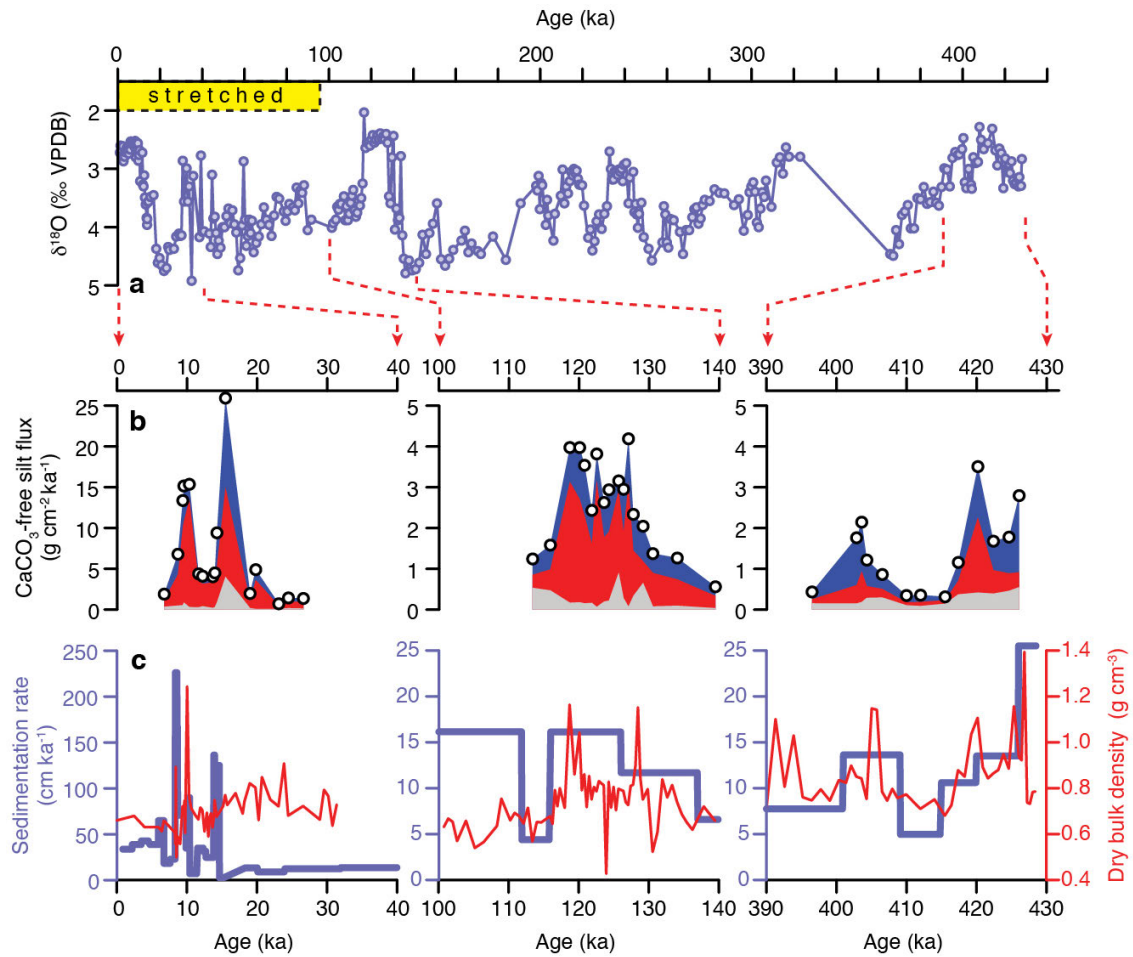 Age (ka)
0 100 200 300 400
stretched
2
3
4
5
δ¹⁸O (‰ VPDB)
a
0 10 20 30 40
100 110 120 130 140
390 400 410 420 430
b
CaCO₃-free silt flux
(g cm⁻² ka⁻¹)
25
20
15
10
5
0
5
4
3
2
1
0
5
4
3
2
1
0
c
Sedimentation rate
(cm ka⁻¹)
250
200
150
100
50
0
25
20
15
10
5
0
25
20
15
10
5
0
1.4
1.2
1.0
0.8
0.6
0.4
Dry bulk density (g cm⁻³)
0 10 20 30 40
100 110 120 130 140
390 400 410 420 430
Age (ka) Age (ka) Age (ka)